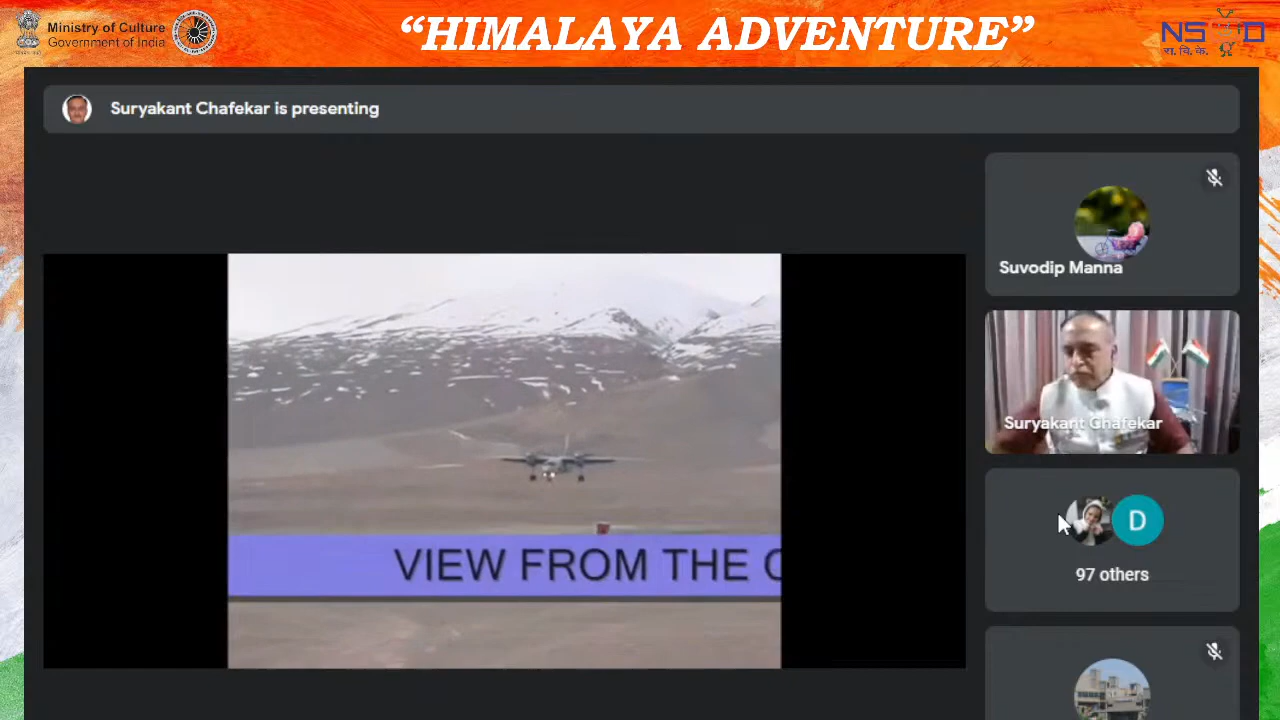 Ministry of Culture
Government of India
“HIMALAYA ADVENTURE”
NS D
रा. वि. के.
Suryakant Chafekar is presenting
Suvodip Manna
Suryakant Chafekar
VIEW FROM THE
D
97 others